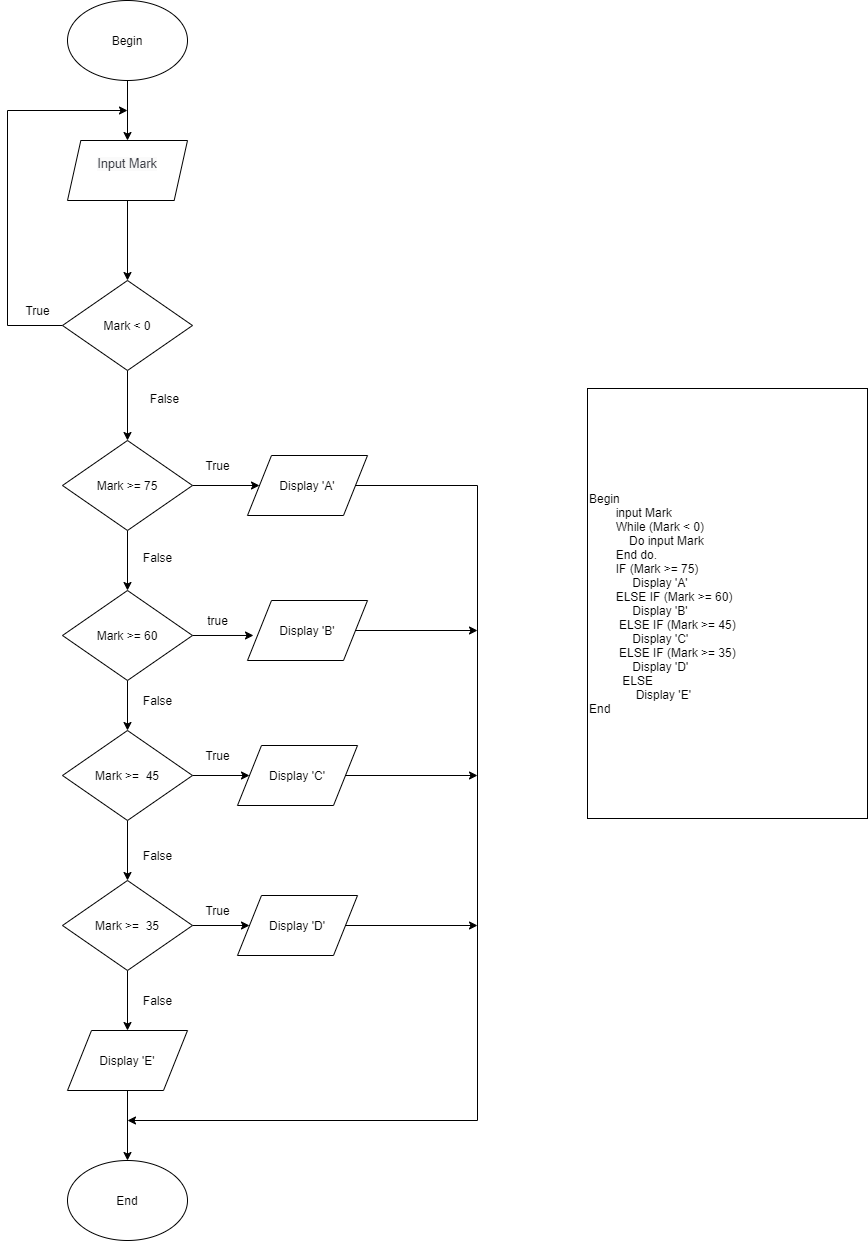 Begin
Input Mark
True
Mark < 0
False
Mark >= 75
True
Display 'A'
False
Mark >= 60
true
Display 'B'
False
Mark >=  45
True
Display 'C'
False
Mark >=  35
True
Display 'D'
False
Display 'E'
End
Begin
input Mark
While (Mark < 0)
Do input Mark
End do.
IF (Mark >= 75)
Display 'A'
ELSE IF (Mark >= 60)
Display 'B'
ELSE IF (Mark >= 45)
Display 'C'
ELSE IF (Mark >= 35)
Display 'D'
ELSE
Display 'E'
End